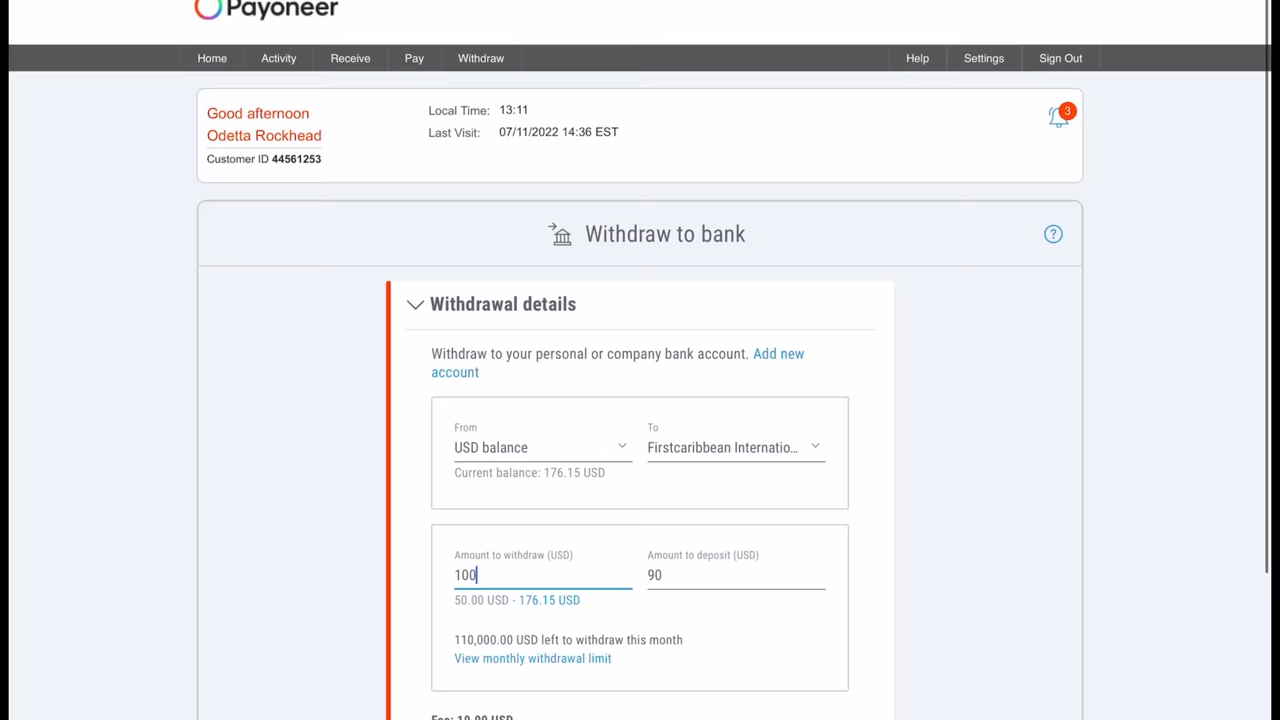 Payoneer
Home Activity Receive Pay Withdraw Help Settings Sign Out
Good afternoon
Odetta Rockhead
Customer ID 44561253
Local Time: 13:11
Last Visit: 07/11/2022 14:36 EST
3
Withdraw to bank
?
Withdrawal details
Withdraw to your personal or company bank account. Add new
account
From To
USD balance Firstcaribbean Internatio...
Current balance: 176.15 USD
Amount to withdraw (USD) Amount to deposit (USD)
100 90
50.00 USD - 176.15 USD
110,000.00 USD left to withdraw this month
View monthly withdrawal limit
Fee: 10.00 USD